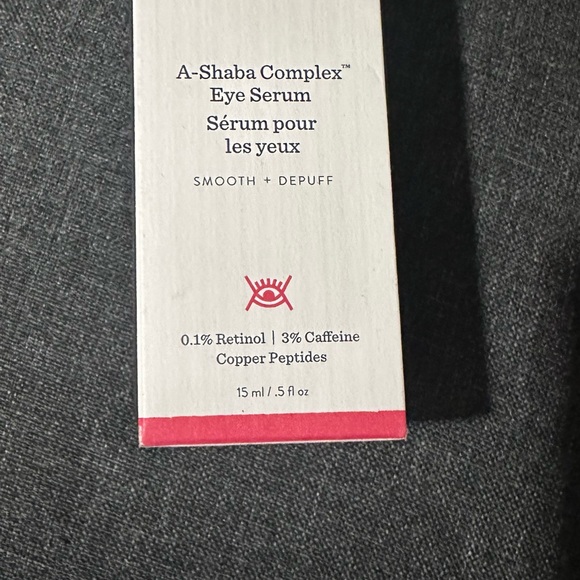 A-Shaba Complex™
Eye Serum
Sérum pour
les yeux
SMOOTH + DEPUFF
0.1% Retinol | 3% Caffeine
Copper Peptides
15 ml / .5 fl oz